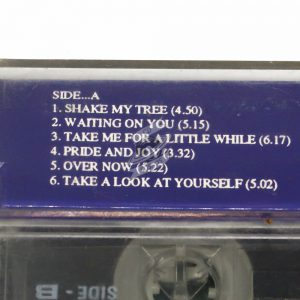 SIDE...A
1. SHAKE MY TREE (4.50)
2. WAITING ON YOU (5.15)
3. TAKE ME FOR A LITTLE WHILE (6.17)
4. PRIDE AND JOY (3.32)
5. OVER NOW (5.22)
6. TAKE A LOOK AT YOURSELF (5.02)
SIDE - B